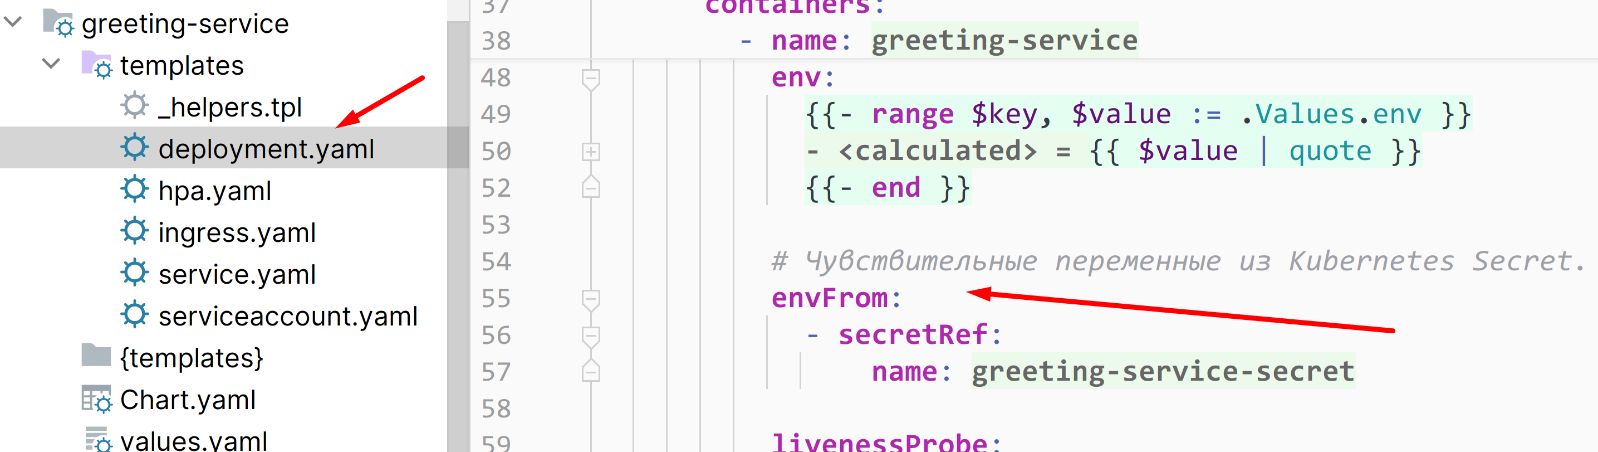 greeting-service
templates
_helpers.tpl
deployment.yaml
hpa.yaml
ingress.yaml
service.yaml
serviceaccount.yaml
{templates}
Chart.yaml
values.yaml
37 containers:
38 - name: greeting-service
48 env:
49 {{- range $key, $value := .Values.env }}
50 - <calculated> = {{ $value | quote }}
52 {{- end }}
53
54 # Чувствительные переменные из Kubernetes Secret.
55 envFrom:
56 - secretRef:
57 name: greeting-service-secret
58
59 livenessProbe: